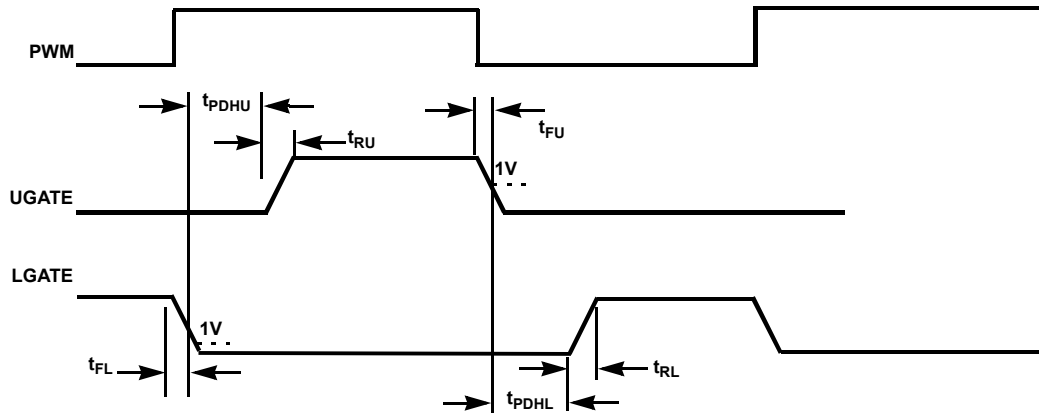 PWM
tPDHU
tRU
tFU
1V
UGATE
LGATE
1V
tFL
tRL
tPDHL